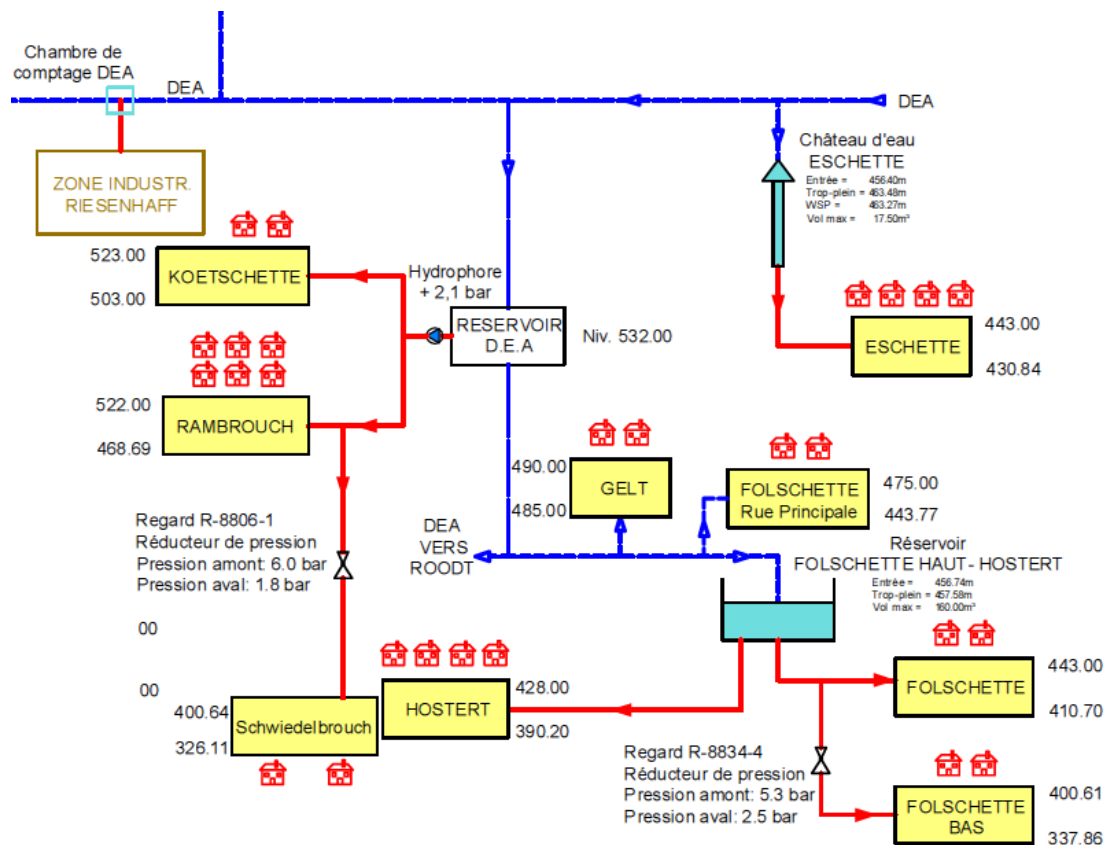 Chambre de
comptage DEA
DEA
DEA
ZONE INDUSTR.
RIESENHAFF
Château d'eau
ESCHETTE
Entrée = 456.40m
Trop-plein = 463.48m
WSP = 463.27m
Vol max = 17.50m³
523.00
KOETSCHETTE
503.00
Hydrophore
+ 2,1 bar
RESERVOIR
D.E.A
Niv. 532.00
443.00
ESCHETTE
430.84
522.00
RAMBROUCH
468.69
490.00
GELT
485.00
475.00
FOLSCHETTE
Rue Principale
443.77
DEA
VERS
ROODT
Regard R-8806-1
Réducteur de pression
Pression amont: 6.0 bar
Pression aval: 1.8 bar
Réservoir
FOLSCHETTE HAUT - HOSTERT
Entrée = 456.74m
Trop-plein = 457.58m
Vol max = 160.00m³
00
00
400.64
Schwiedelbrouch
326.11
428.00
HOSTERT
390.20
443.00
FOLSCHETTE
410.70
Regard R-8834-4
Réducteur de pression
Pression amont: 5.3 bar
Pression aval: 2.5 bar
400.61
FOLSCHETTE
BAS
337.86